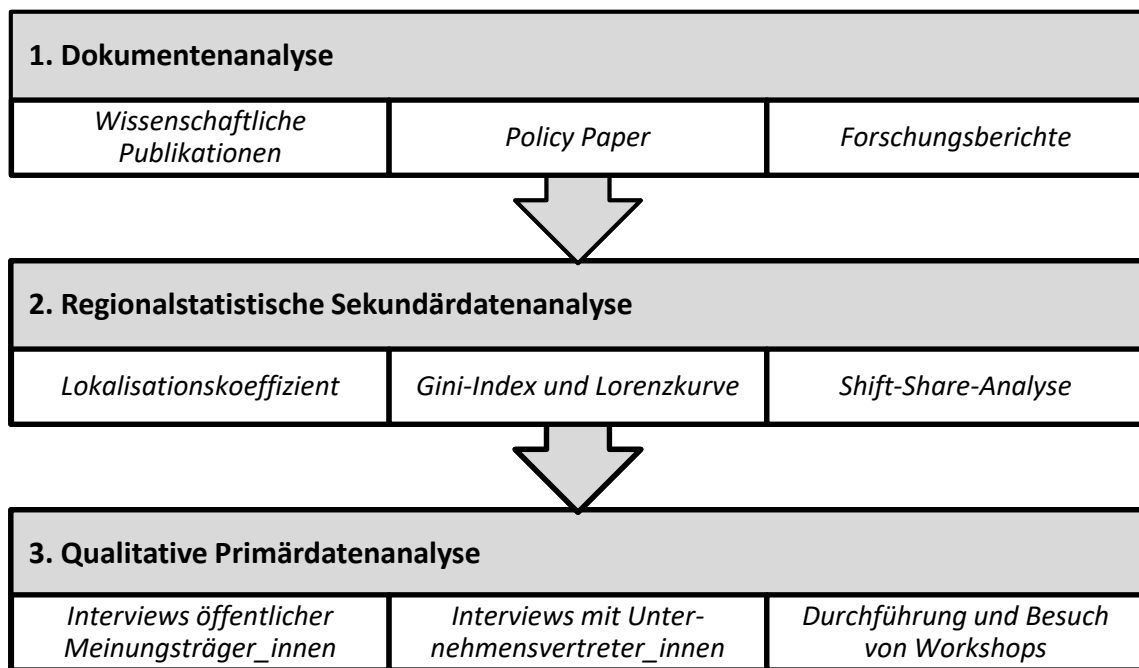 1. Dokumentenanalyse
Wissenschaftliche
Publikationen
Policy Paper
Forschungsberichte
2. Regionalstatistische Sekundärdatenanalyse
Lokalisationskoeffizient
Gini-Index und Lorenzkurve
Shift-Share-Analyse
3. Qualitative Primärdatenanalyse
Interviews öffentlicher
Meinungsträger_innen
Interviews mit Unter-
nehmensvertreter_innen
Durchführung und Besuch
von Workshops